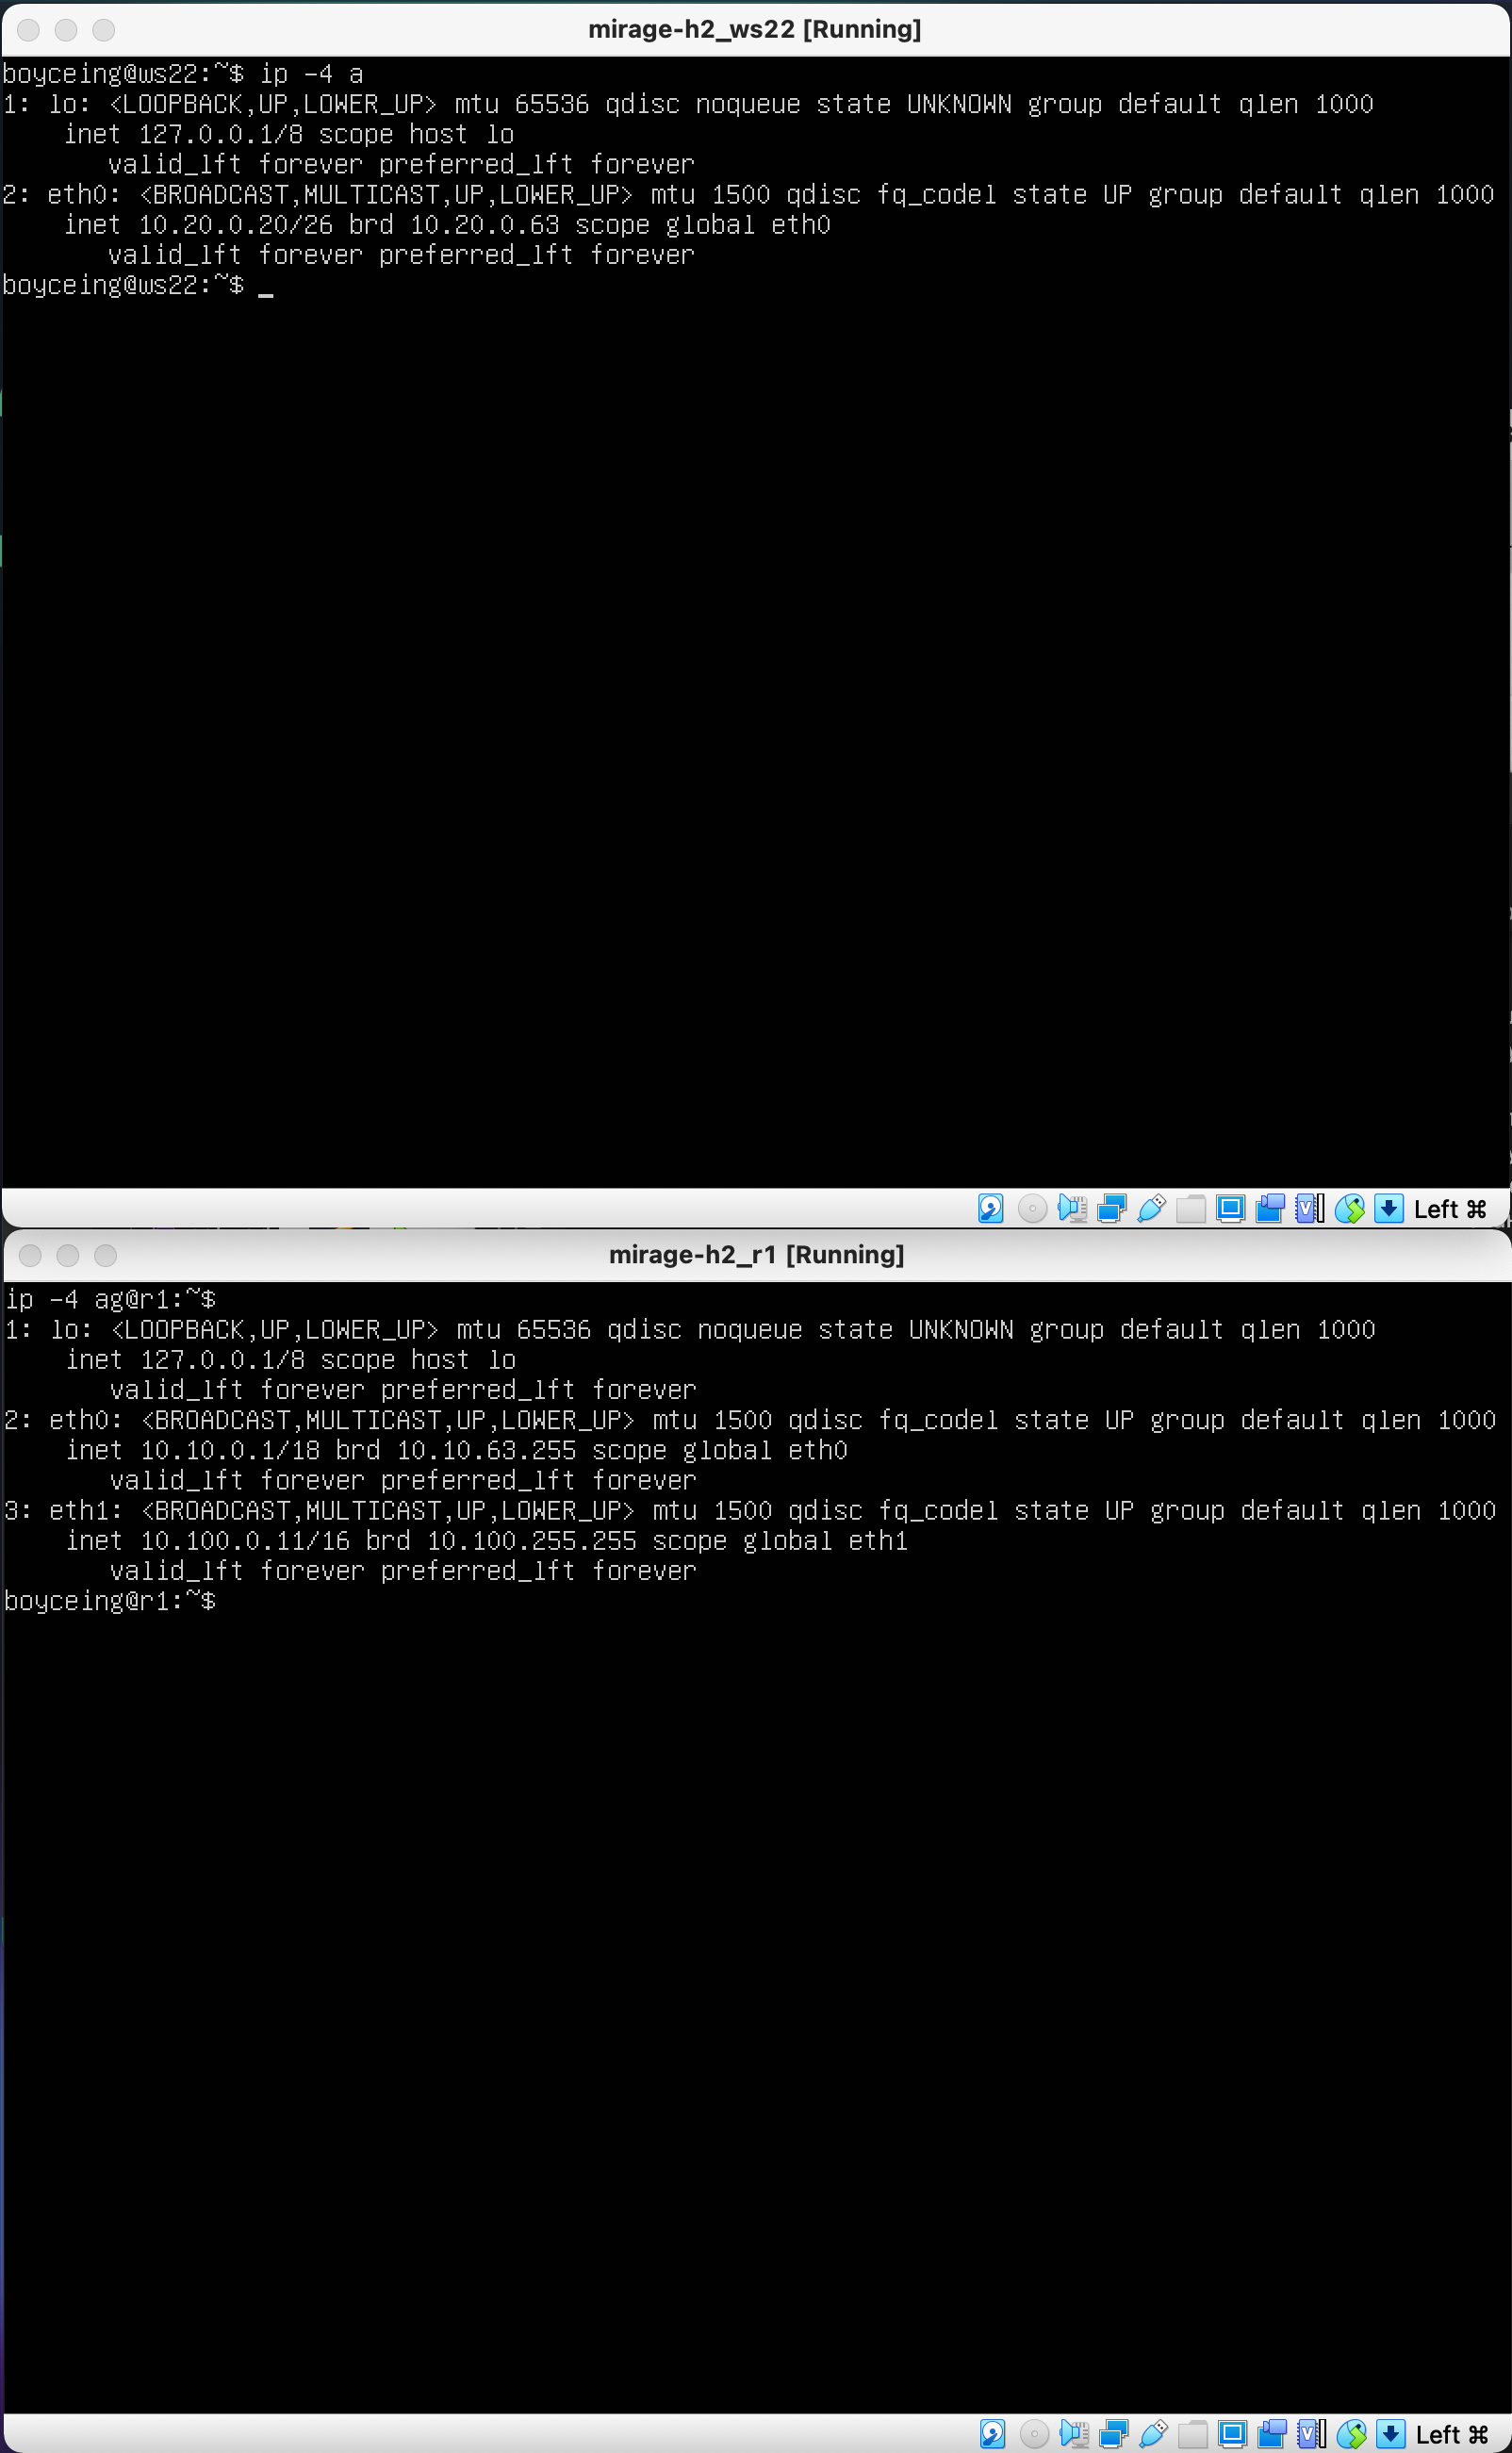 mirage-h2_ws22 [Running]
boyceing@ws22:~$ ip -4 a
1: lo: <LOOPBACK,UP,LOWER_UP> mtu 65536 qdisc noqueue state UNKNOWN group default qlen 1000
    inet 127.0.0.1/8 scope host lo
       valid_lft forever preferred_lft forever
2: eth0: <BROADCAST,MULTICAST,UP,LOWER_UP> mtu 1500 qdisc fq_codel state UP group default qlen 1000
    inet 10.20.0.20/26 brd 10.20.0.63 scope global eth0
       valid_lft forever preferred_lft forever
boyceing@ws22:~$ _
Left ⌘
mirage-h2_r1 [Running]
ip -4 ag@r1:~$
1: lo: <LOOPBACK,UP,LOWER_UP> mtu 65536 qdisc noqueue state UNKNOWN group default qlen 1000
    inet 127.0.0.1/8 scope host lo
       valid_lft forever preferred_lft forever
2: eth0: <BROADCAST,MULTICAST,UP,LOWER_UP> mtu 1500 qdisc fq_codel state UP group default qlen 1000
    inet 10.10.0.1/18 brd 10.10.63.255 scope global eth0
       valid_lft forever preferred_lft forever
3: eth1: <BROADCAST,MULTICAST,UP,LOWER_UP> mtu 1500 qdisc fq_codel state UP group default qlen 1000
    inet 10.100.0.11/16 brd 10.100.255.255 scope global eth1
       valid_lft forever preferred_lft forever
boyceing@r1:~$
Left ⌘